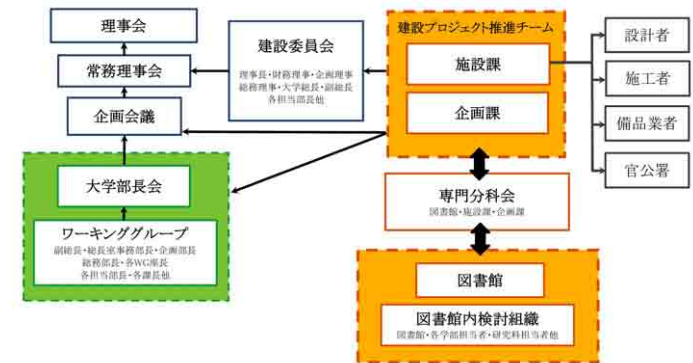 理事会
常務理事会
企画会議
大学部長会
ワーキンググループ
副総長・総長室事務部長・企画部長
総務部長・各WG座長
各担当部長・各課長他
建設委員会
理事長・財務理事・企画理事
総務理事・大学総長・副総長
各担当部長他
建設プロジェクト推進チーム
施設課
企画課
専門分科会
図書館・施設課・企画課
図書館
図書館内検討組織
図書館・各学部担当者・研究科担当者他
設計者
施工者
備品業者
官公署